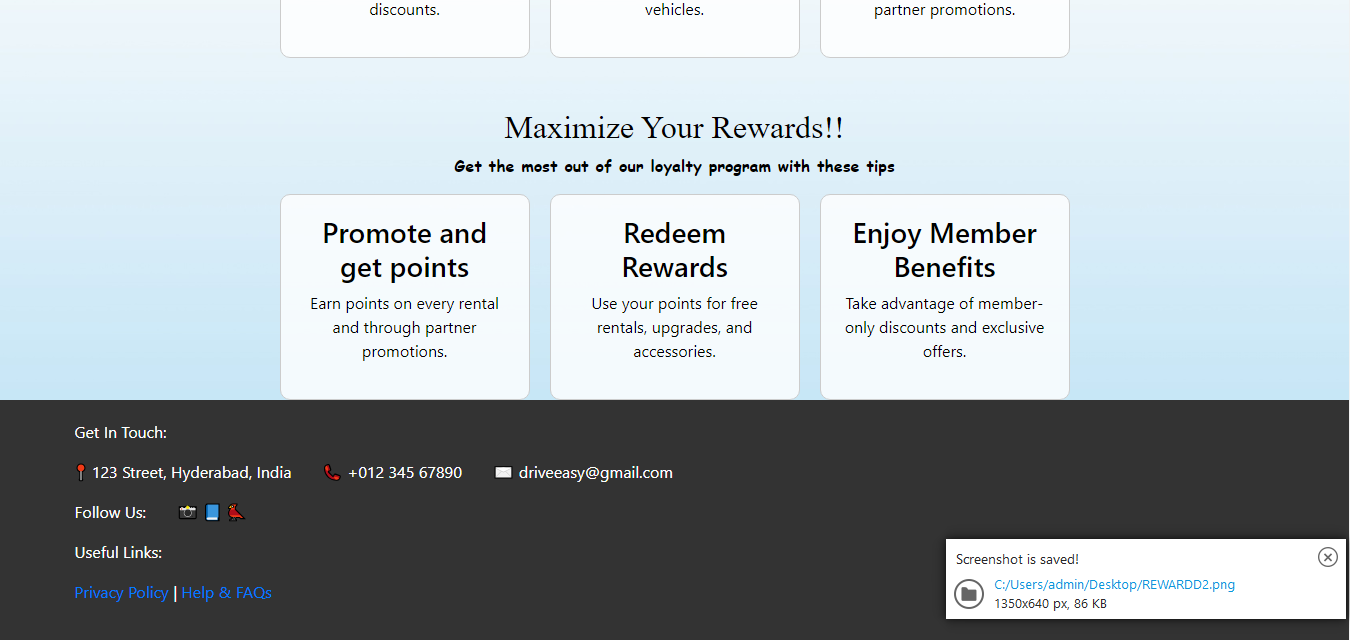 discounts.
vehicles.
partner promotions.
Maximize Your Rewards!!
Get the most out of our loyalty program with these tips
Promote and
get points
Earn points on every rental
and through partner
promotions.
Redeem
Rewards
Use your points for free
rentals, upgrades, and
accessories.
Enjoy Member
Benefits
Take advantage of member-
only discounts and exclusive
offers.
Get In Touch:
123 Street, Hyderabad, India +012 345 67890 driveeasy@gmail.com
Follow Us:
Useful Links:
Privacy Policy | Help & FAQs
Screenshot is saved!
C:/Users/admin/Desktop/REWARDD2.png
1350x640 px, 86 KB